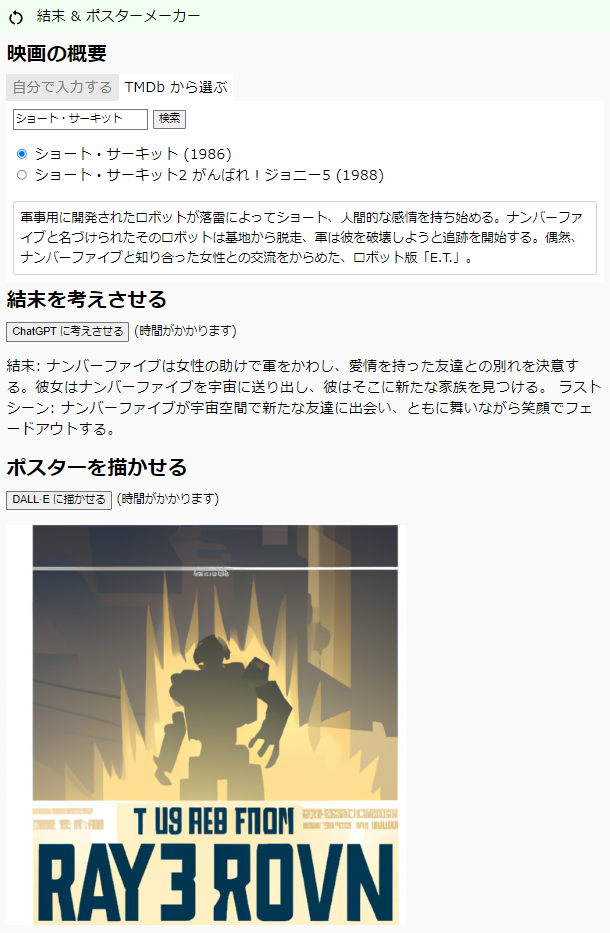 結末 & ポスターメーカー
映画の概要
自分で入力する TMDb から選ぶ
ショート・サーキット 検索
ショート・サーキット (1986)
ショート・サーキット2 がんばれ！ジョニー5 (1988)
軍事用に開発されたロボットが落雷によってショート、人間的な感情を持ち始める。ナンバーファ
イブと名づけられたそのロボットは基地から脱走、軍は彼を破壊しようと追跡を開始する。偶然、
ナンバーファイブと知り合った女性との交流をからめた、ロボット版「E.T.」。
結末を考えさせる
ChatGPT に考えさせる (時間がかかります)
結末: ナンバーファイブは女性の助けで軍をかわし、愛情を持った友達との別れを決意す
る。彼女はナンバーファイブを宇宙に送り出し、彼はそこに新たな家族を見つける。 ラスト
シーン: ナンバーファイブが宇宙空間で新たな友達に出会い、ともに舞いながら笑顔でフェ
ードアウトする。
ポスターを描かせる
DALL·E に描かせる (時間がかかります)
T U9 AEB FNOM
RAY3 ROVN